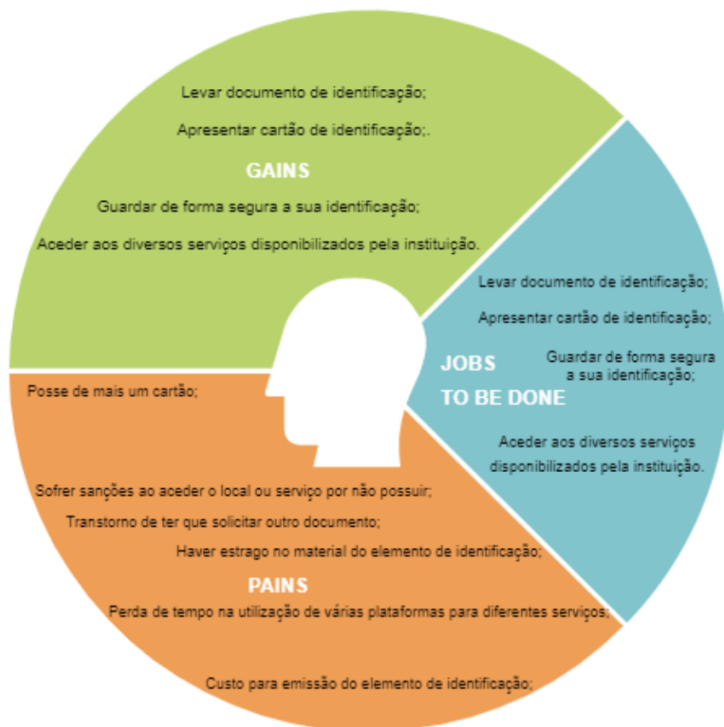 Levar documento de identificação;
Apresentar cartão de identificação;.
GAINS
Guardar de forma segura a sua identificação;
Aceder aos diversos serviços disponibilizados pela instituição.
Levar documento de identificação;
Apresentar cartão de identificação;
JOBS
TO BE DONE
Guardar de forma segura
a sua identificação;
Aceder aos diversos serviços
disponibilizados pela instituição.
Posse de mais um cartão;
Sofrer sanções ao aceder o local ou serviço por não possuir;
Transtorno de ter que solicitar outro documento;
Haver estrago no material do elemento de identificação;
PAINS
Perda de tempo na utilização de várias plataformas para diferentes serviços;
Custo para emissão do elemento de identificação;